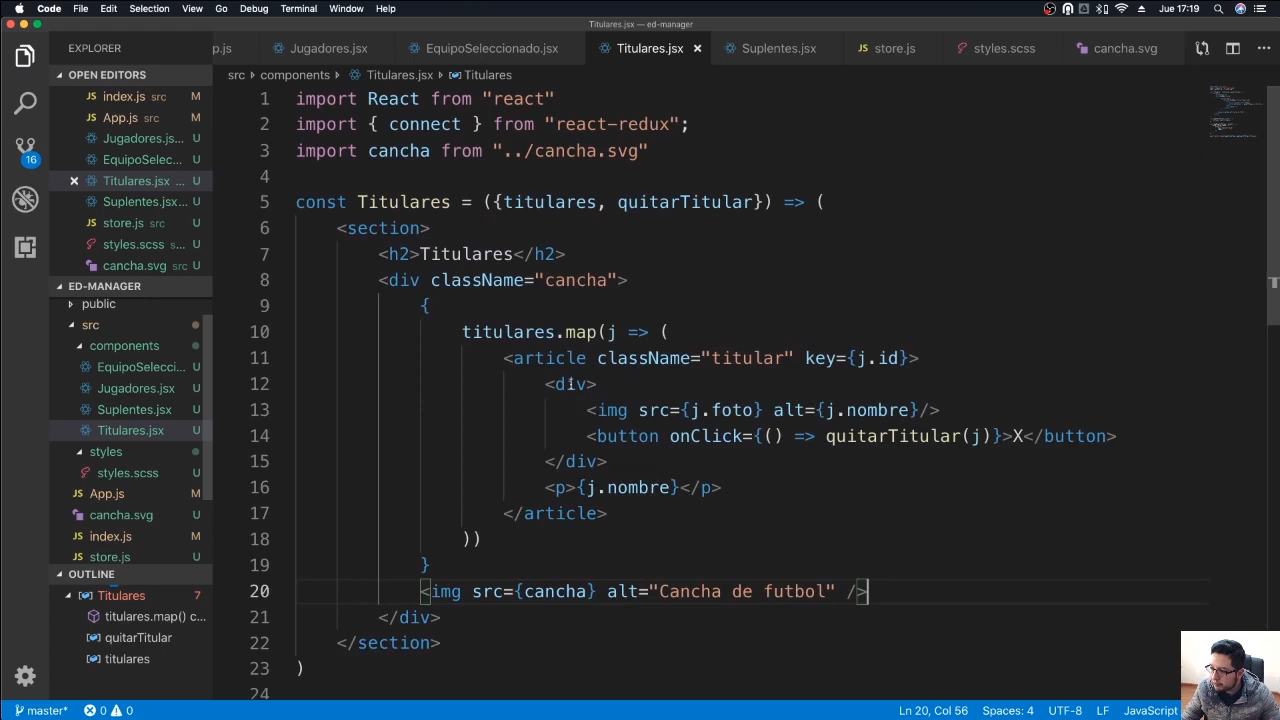 Code File Edit Selection View Go Debug Terminal Window Help Jue 17:19
Titulares.jsx — ed-manager
EXPLORER
p.js Jugadores.jsx EquipoSeleccionado.jsx Titulares.jsx Suplentes.jsx store.js styles.scss cancha.svg
OPEN EDITORS
index.js src M
App.js src M
Jugadores.js... U
EquipoSelec... U
Titulares.jsx ... U
Suplentes.jsx... U
store.js src U
styles.scss s... U
cancha.svg src U
ED-MANAGER
public
src
components
EquipoSelecci... U
Jugadores.jsx U
Suplentes.jsx U
Titulares.jsx U
styles
styles.scss U
App.js M
cancha.svg U
index.js M
store.js U
OUTLINE
Titulares 7
titulares.map() c...
quitarTitular
titulares
16
src > components > Titulares.jsx > Titulares
1 import React from "react"
2 import { connect } from "react-redux";
3 import cancha from "../cancha.svg"
4
5 const Titulares = ({titulares, quitarTitular}) => (
6 <section>
7 <h2>Titulares</h2>
8 <div className="cancha">
9 {
10 titulares.map(j => (
11 <article className="titular" key={j.id}>
12 <div>
13 <img src={j.foto} alt={j.nombre}/>
14 <button onClick={() => quitarTitular(j)}>X</button>
15 </div>
16 <p>{j.nombre}</p>
17 </article>
18 ))
19 }
20 <img src={cancha} alt="Cancha de futbol" />
21 </div>
22 </section>
23 )
24
master* 0 0 Ln 20, Col 56 Spaces: 4 UTF-8 LF JavaScript